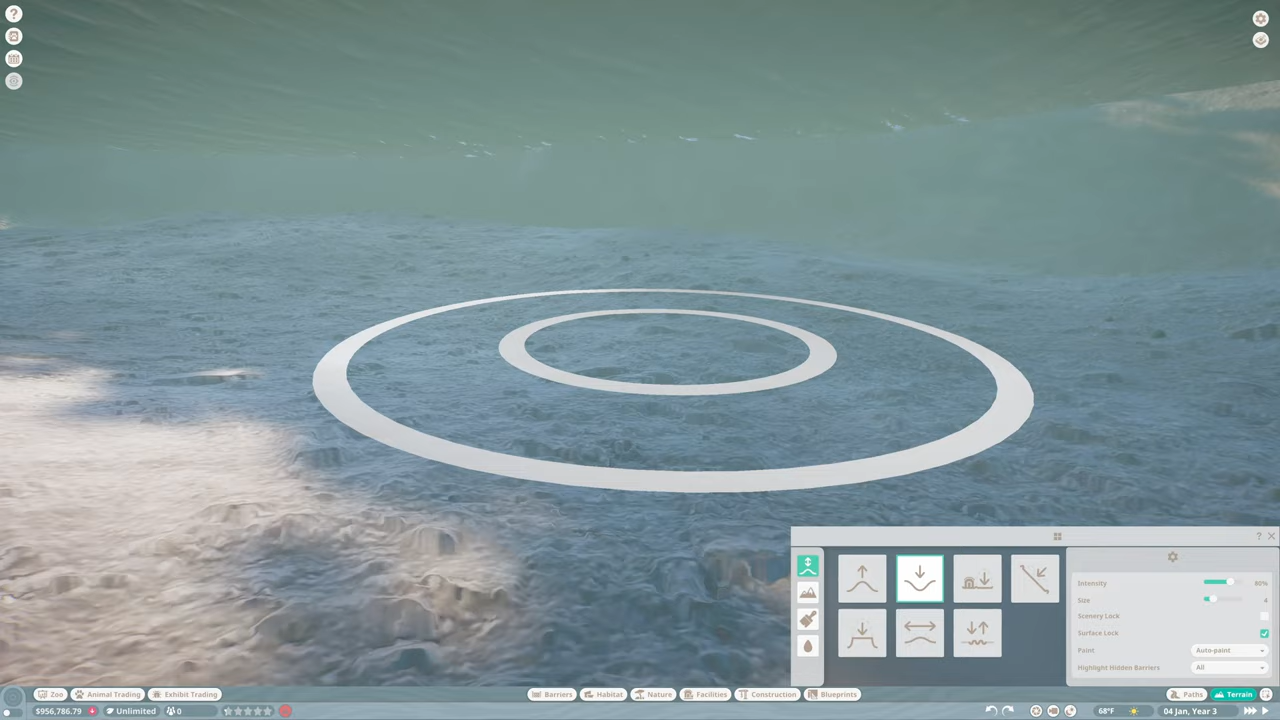 ?
? ×
Intensity 80%
Size 4
Scenery Lock
Surface Lock
Paint Auto-paint
Highlight Hidden Barriers All
Zoo Animal Trading Exhibit Trading Barriers Habitat Nature Facilities Construction Blueprints Paths Terrain
$956,786.79 Unlimited 0 68°F 04 Jan, Year 3